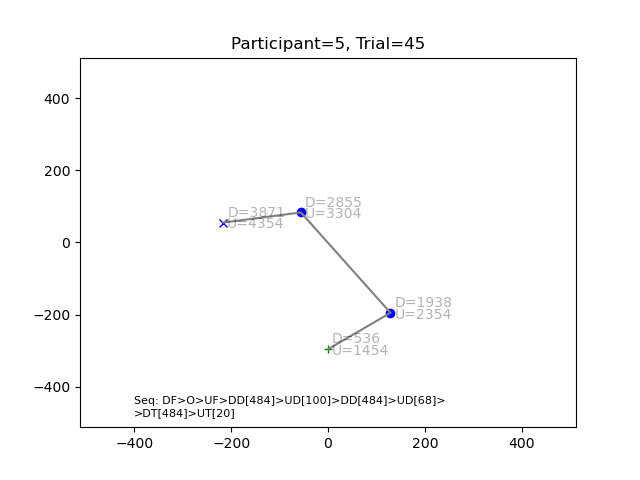 Participant=5, Trial=45
400
200
0
−200
−400
D=2855
U=3304
D=3871
U=4354
D=1938
U=2354
D=536
U=1454
Seq: DF>O>UF>DD[484]>UD[100]>DD[484]>UD[68]>
>DT[484]>UT[20]
−400 −200 0 200 400